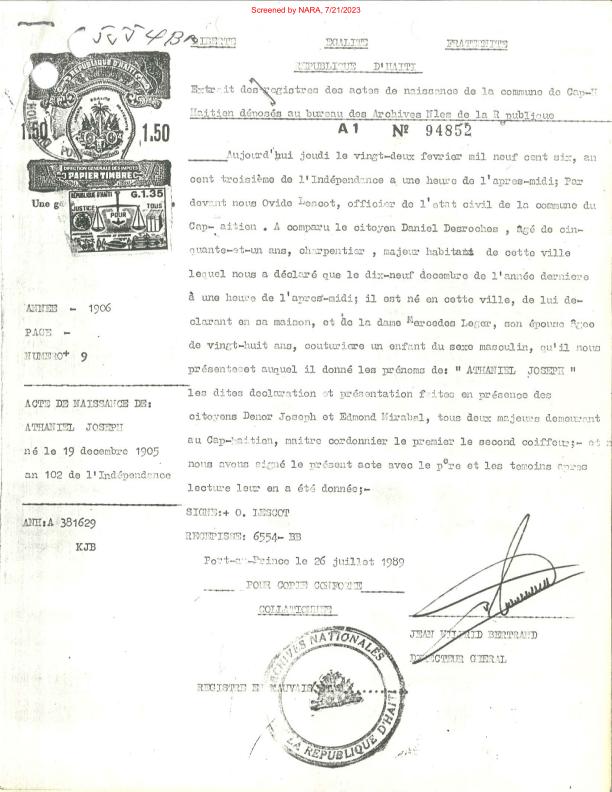 Screened by NARA, 7/21/2023
LIBERTE EGALITE FRATERNITE
REPUBLIQUE D'HAITI
Extrait des registres des actes de naissance de la commune de Cap-H
Haitien déposés au bureau des Archives Nles de la R publique
A1 Nº 94852
REPUBLIQUE D'HAITI
1.50 1.50
DIRECTION GENERALE DES IMPOTS
PAPIER TIMBRE
REPUBLIQUE D'HAITI G.1.35
JUSTICE POUR TOUS
Une g
Aujourd'hui jeudi le vingt-deux fevrier mil neuf cent six, an
cent troisième de l'Indépendance a une heure de l'apres-midi; Par
devant nous Ovide Lescot, officier de l'etat civil de la commune du
Cap-aition . A comparu le citoyen Daniel Desroches , âgé de cin-
quante-et-un ans, charpentier , majeur habitant de cette ville
lequel nous a déclaré que le dix-neuf decembre de l'année derniere
à une heure de l'apres-midi; il est né en cette ville, de lui de-
clarant en sa maison, et de la dame Mercedes Leger, son épouse âgee
de vingt-huit ans, couturiere un enfant du sexe masculin, qu'il nous
présenteet auquel il donné les prénoms de: " ATHANIEL JOSEPH "
les dites declaration et présentation faites en présence des
citoyens Denor Joseph et Edmond Mirabal, tous deux majeurs demeurant
au Cap-haition, maitre cordonnier le premier le second coiffeur;- et
nous avons signé le présent acte avec le père et les temoins apres
lecture leur en a été donnée;-
SIGNE:+ O. LESCOT
RECEPISSE: 6554- BB
Port-au-Prince le 26 juillet 1989
POUR COPIE CONFORME
COLLATIONNEE
ANNEE - 1906
PAGE -
NUMERO+ 9
ACTE DE NAISSANCE DE:
ATHANIEL JOSEPH
né le 19 decembre 1905
an 102 de l'Indépendance
ANH:A 381629
KJB
JEAN WILFRID BERTRAND
DIRECTEUR GNERAL
REGISTRE EN MAUVAIS
ARCHIVES NATIONALES
DE LA REPUBLIQUE D'HAITI